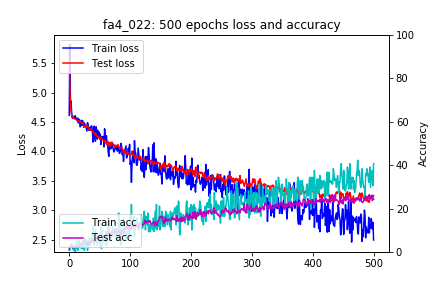 fa4_022: 500 epochs loss and accuracy
Train loss
Test loss
Train acc
Test acc
Loss
5.5
5.0
4.5
4.0
3.5
3.0
2.5
Accuracy
100
80
60
40
20
0
0
100
200
300
400
500